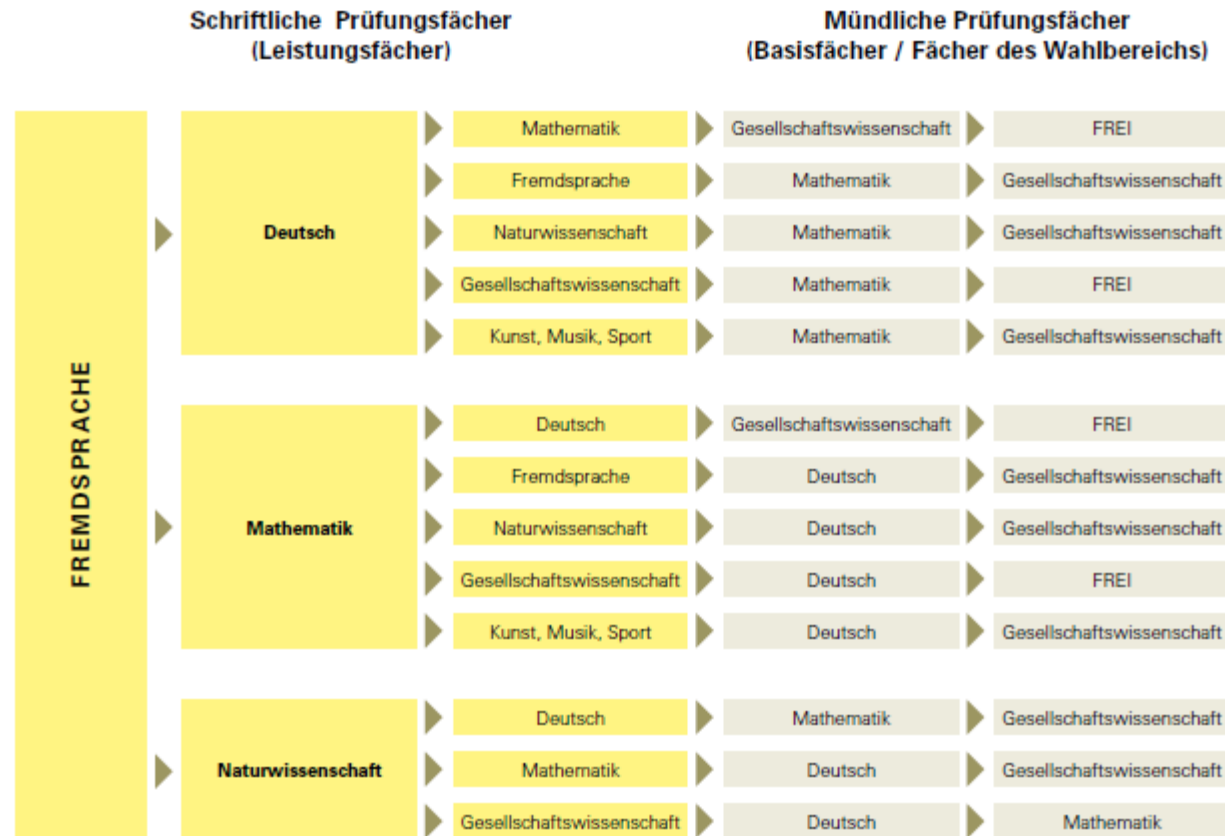 Schriftliche Prüfungsfächer
(Leistungsfächer)
Mündliche Prüfungsfächer
(Basisfächer / Fächer des Wahlbereichs)
FREMDSPRACHE
Deutsch
Mathematik
Gesellschaftswissenschaft
FREI
Fremdsprache
Mathematik
Gesellschaftswissenschaft
Naturwissenschaft
Mathematik
Gesellschaftswissenschaft
Gesellschaftswissenschaft
Mathematik
FREI
Kunst, Musik, Sport
Mathematik
Gesellschaftswissenschaft
Mathematik
Deutsch
Gesellschaftswissenschaft
FREI
Fremdsprache
Deutsch
Gesellschaftswissenschaft
Naturwissenschaft
Deutsch
Gesellschaftswissenschaft
Gesellschaftswissenschaft
Deutsch
FREI
Kunst, Musik, Sport
Deutsch
Gesellschaftswissenschaft
Naturwissenschaft
Deutsch
Mathematik
Gesellschaftswissenschaft
Mathematik
Deutsch
Gesellschaftswissenschaft
Gesellschaftswissenschaft
Deutsch
Mathematik